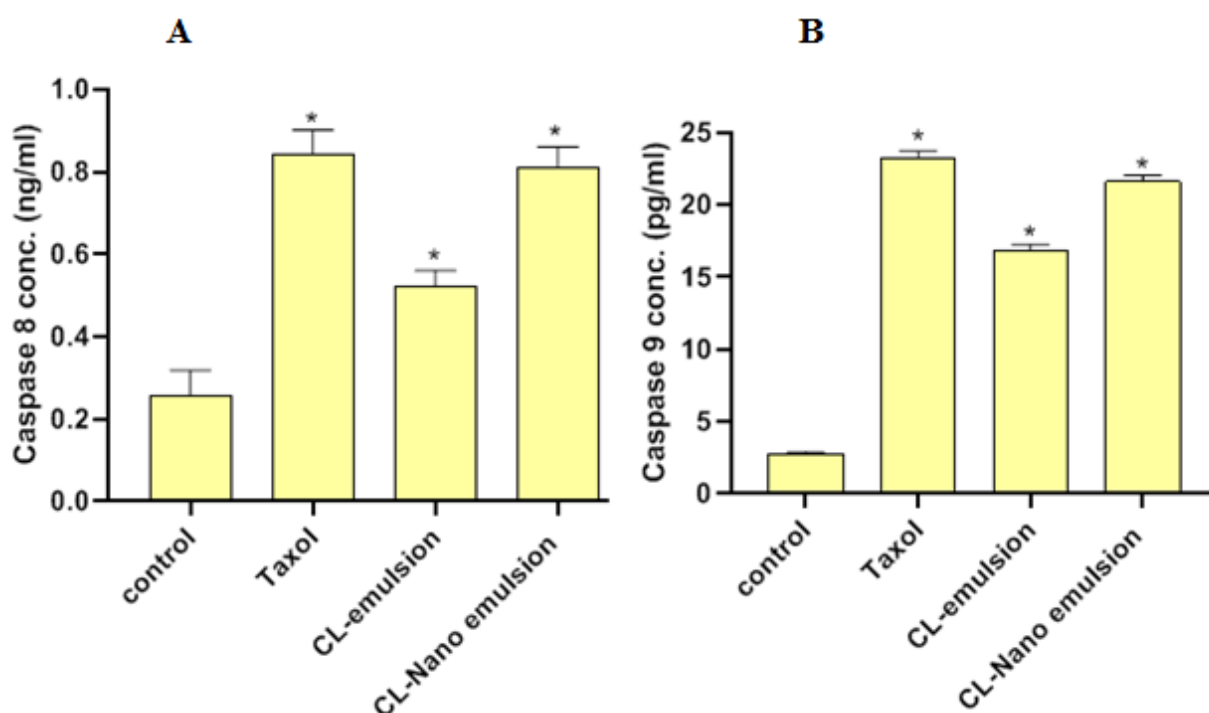 A
Caspase 8 conc. (ng/ml)
1.0
0.8
0.6
0.4
0.2
0.0
*
*
*
control
Taxol
CL-emulsion
CL-Nano emulsion
B
Caspase 9 conc. (pg/ml)
25
20
15
10
5
0
*
*
*
control
Taxol
CL-emulsion
CL-Nano emulsion